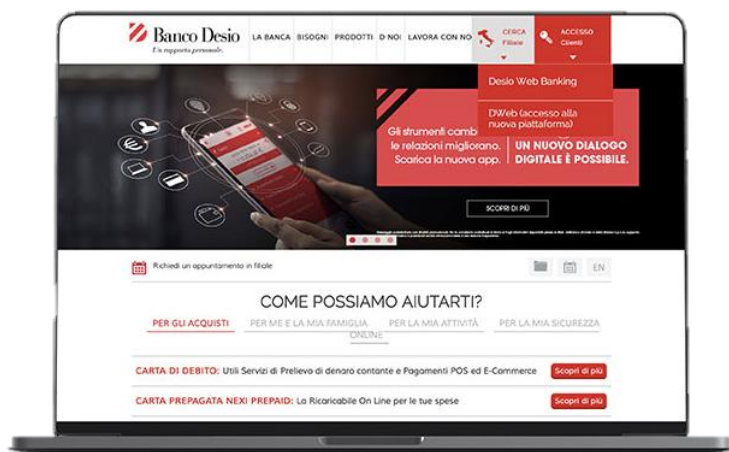 Banco Desio
Un rapporto personale.
LA BANCA BISOGNI PRODOTTI D NOI LAVORA CON NO
CERCA
Filiale
ACCESSO
Clienti
Desio Web Banking
DWeb (accesso alla
nuova piattaforma)
Gli strumenti camb
le relazioni migliorano.
Scarica la nuova app.
UN NUOVO DIALOGO
DIGITALE È POSSIBILE.
SCOPRI DI PIÙ
Richiedi un appuntamento in filiale
EN
COME POSSIAMO AIUTARTI?
PER GLI ACQUISTI PER ME E LA MIA FAMIGLIA PER LA MIA ATTIVITÀ PER LA MIA SICUREZZA
ONLINE
CARTA DI DEBITO: Utili Servizi di Prelievo di denaro contante e Pagamenti POS ed E-Commerce Scopri di più
CARTA PREPAGATA NEXI PREPAID: La Ricaricabile On Line per le tue spese Scopri di più